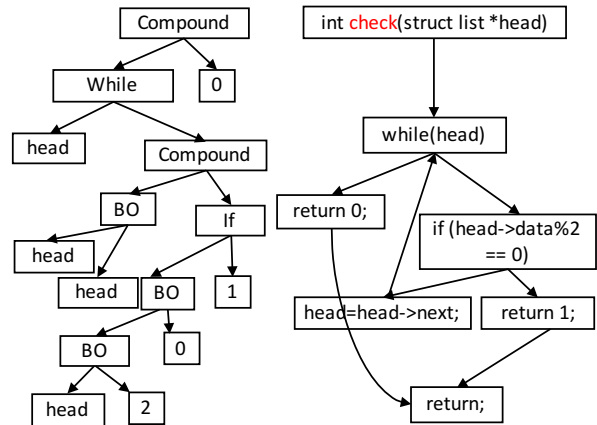 Compound
While
0
head
Compound
BO
If
head
head
BO
1
BO
0
head
2
int check(struct list *head)
while(head)
return 0;
if (head->data%2
== 0)
head=head->next;
return 1;
return;